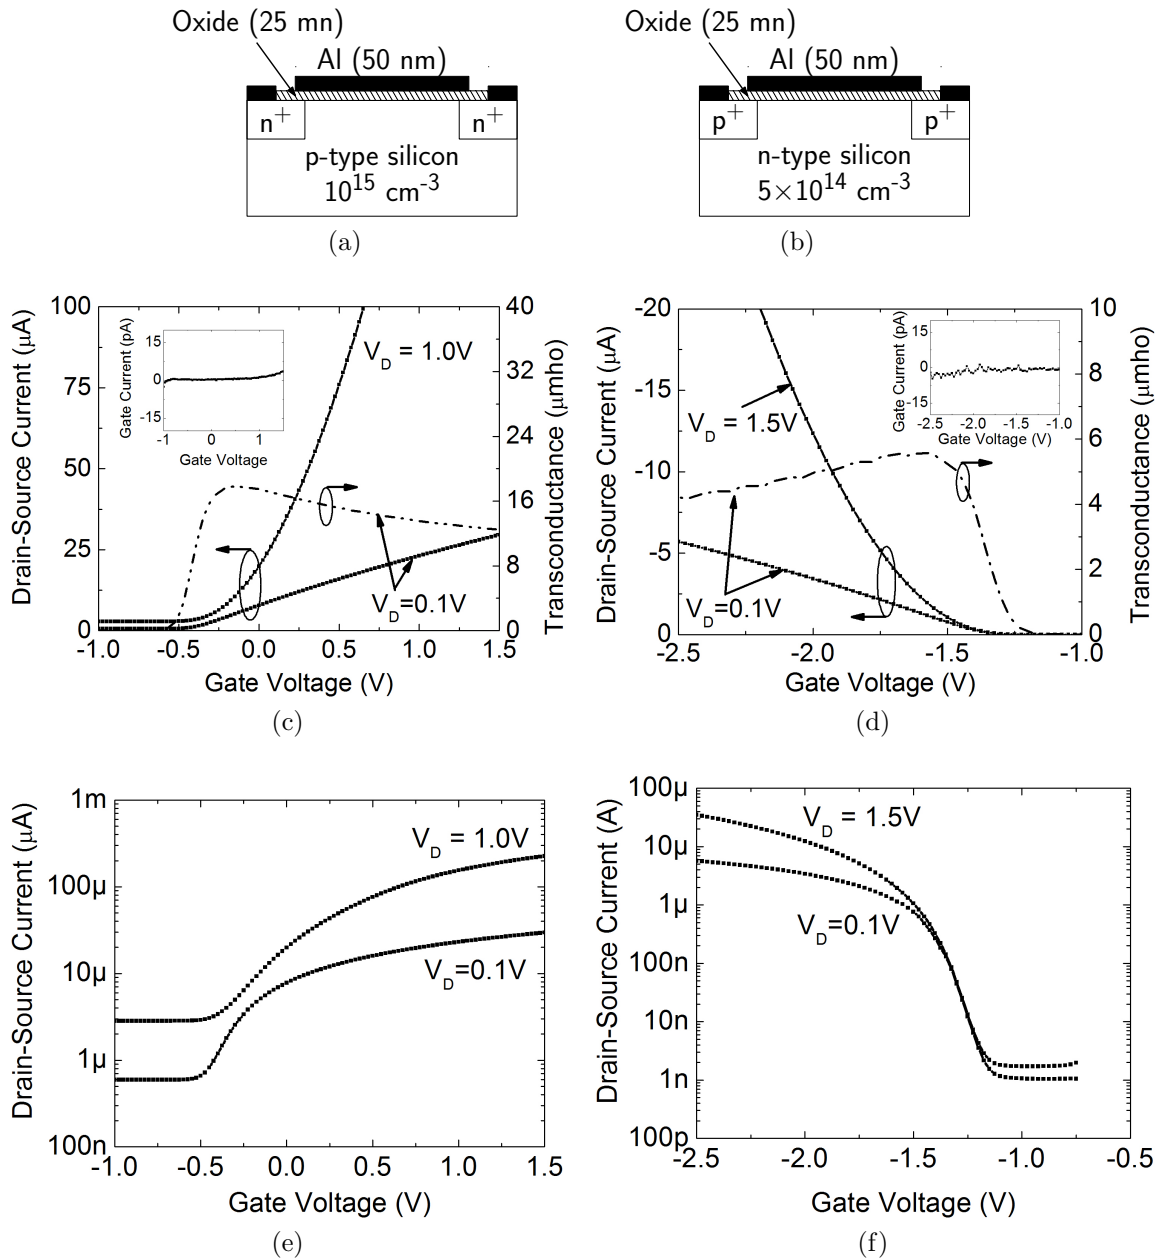 Oxide (25 mn)
Al (50 nm)
n+ n+
p-type silicon
10^15 cm^-3
(a)
Oxide (25 mn)
Al (50 nm)
p+ p+
n-type silicon
5×10^14 cm^-3
(b)
Drain-Source Current (μA)
100
75
50
25
0
-1.0 -0.5 0.0 0.5 1.0 1.5
Gate Voltage (V)
40
32
24
16
8
0
Transconductance (μmho)
V_D = 1.0V
V_D=0.1V
Gate Current (pA)
15
0
-15
-1 0 1
Gate Voltage
(c)
Drain-Source Current (μA)
-20
-15
-10
-5
0
-2.5 -2.0 -1.5 -1.0
Gate Voltage (V)
10
8
6
4
2
0
Transconductance (μmho)
V_D = 1.5V
V_D=0.1V
Gate Current (pA)
15
0
-15
-2.5 -2.0 -1.5 -1.0
Gate Voltage (V)
(d)
Drain-Source Current (μA)
1m
100μ
10μ
1μ
100n
-1.0 -0.5 0.0 0.5 1.0 1.5
Gate Voltage (V)
V_D = 1.0V
V_D=0.1V
(e)
Drain-Source Current (A)
100μ
10μ
1μ
100n
10n
1n
100p
-2.5 -2.0 -1.5 -1.0 -0.5
Gate Voltage (V)
V_D = 1.5V
V_D=0.1V
(f)